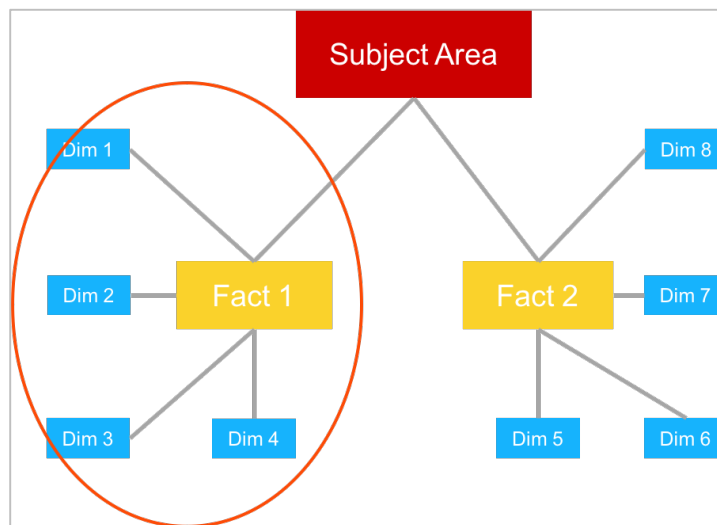 Subject Area
Dim 1
Dim 8
Dim 2
Fact 1
Fact 2
Dim 7
Dim 3
Dim 4
Dim 5
Dim 6